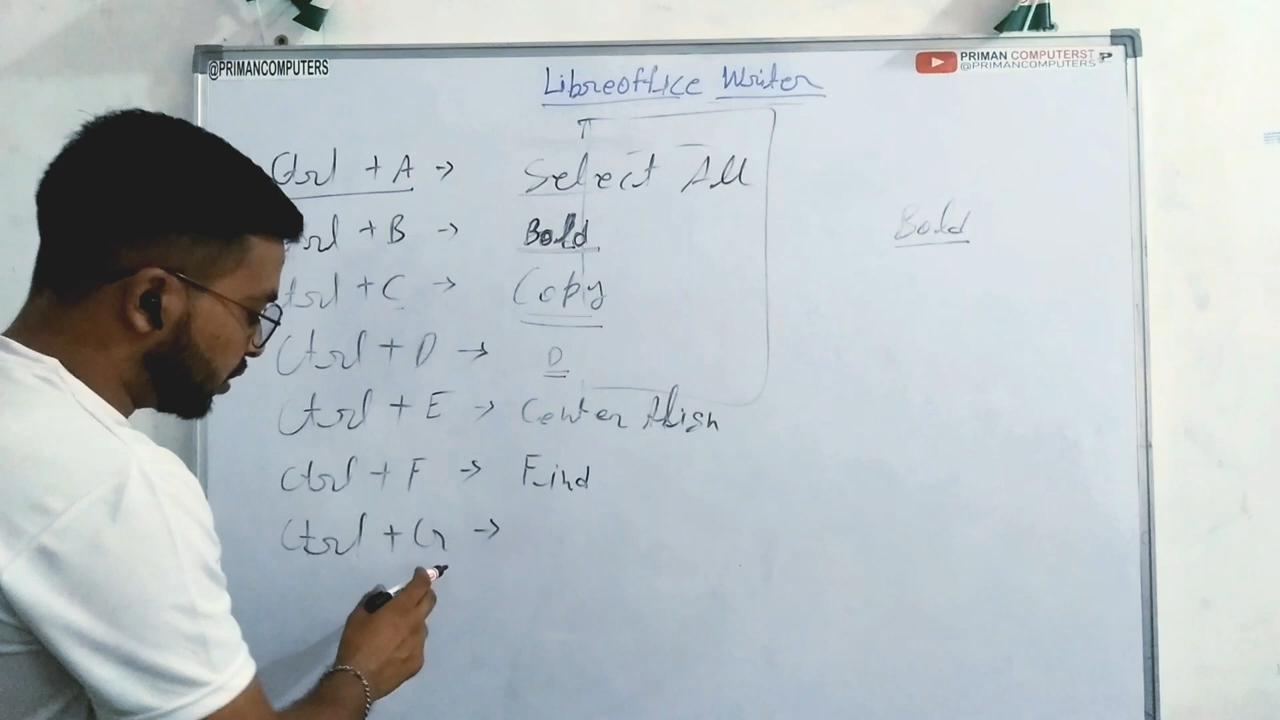 @PRIMANCOMPUTERS
PRIMAN COMPUTERST
@PRIMANCOMPUTERS
Libreoffice Writer
Ctrl + A → Select All
Ctrl + B → Bold
Bold
Ctrl + C → Copy
Ctrl + D → D
Ctrl + E → Center Align
Ctrl + F → Find
Ctrl + G →